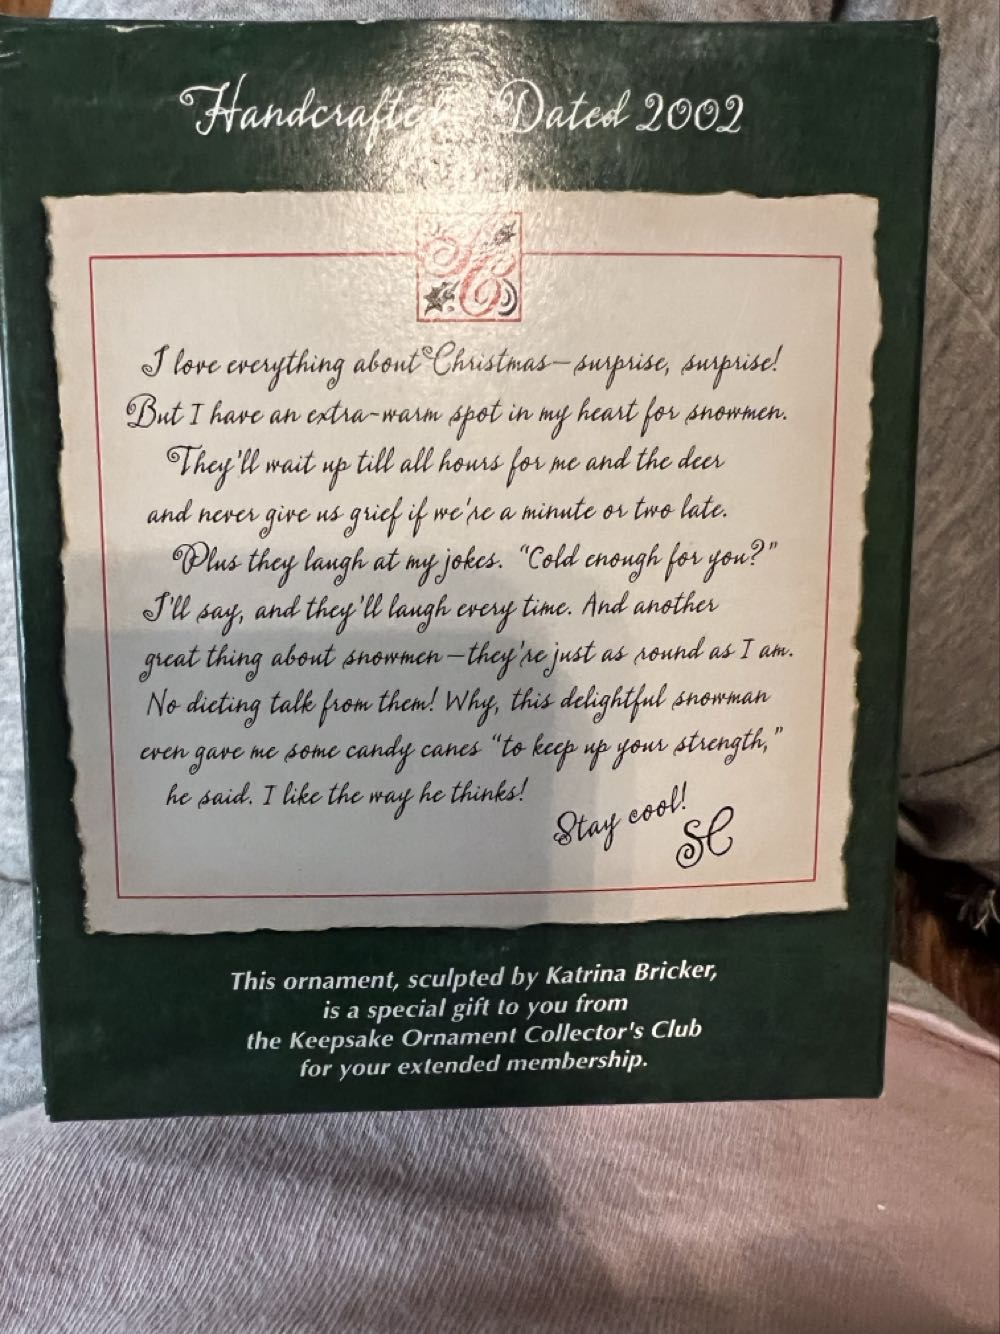 Handcrafted Dated 2002
SC
I love everything about Christmas—surprise, surprise!
But I have an extra-warm spot in my heart for snowmen.
They'll wait up till all hours for me and the deer
and never give us grief if we're a minute or two late.
Plus they laugh at my jokes. "Cold enough for you?"
I'll say, and they'll laugh every time. And another
great thing about snowmen—they're just as round as I am.
No dieting talk from them! Why, this delightful snowman
even gave me some candy canes "to keep up your strength,"
he said. I like the way he thinks!
Stay cool!
SC
This ornament, sculpted by Katrina Bricker,
is a special gift to you from
the Keepsake Ornament Collector's Club
for your extended membership.